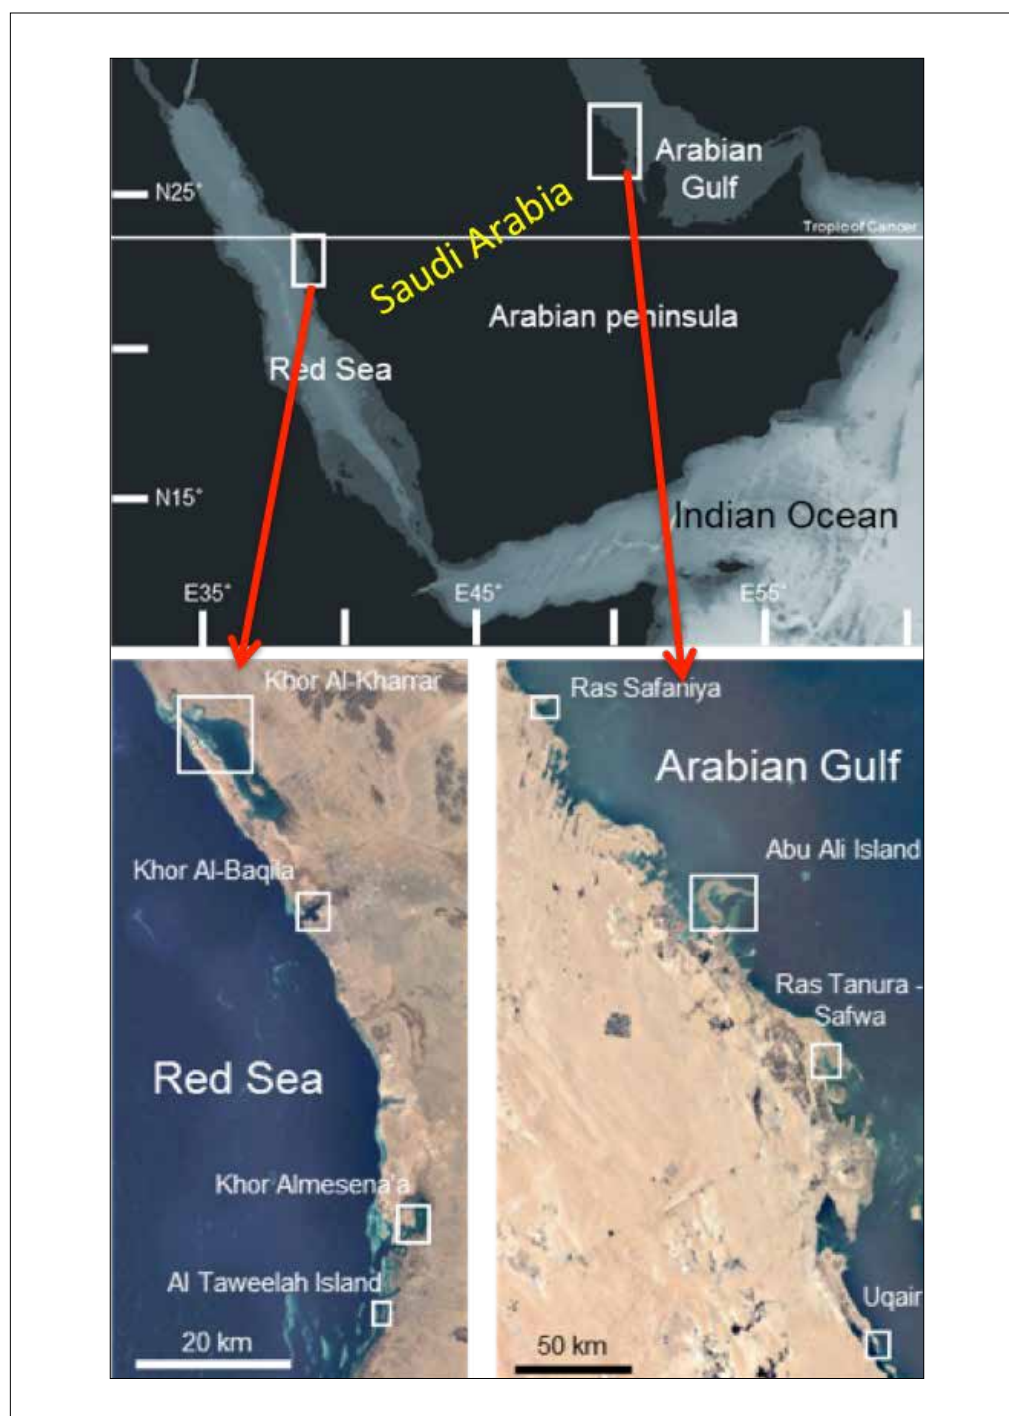 Arabian
Gulf
N25°
Tropic of Cancer
Saudi Arabia
Arabian peninsula
Red Sea
N15°
Indian Ocean
E35°
E45°
E55°
Khor Al-Kharrar
Khor Al-Baqila
Red Sea
Khor Almesena'a
Al Taweelah Island
20 km
Ras Safaniya
Arabian Gulf
Abu Ali Island
Ras Tanura -
Safwa
Uqair
50 km